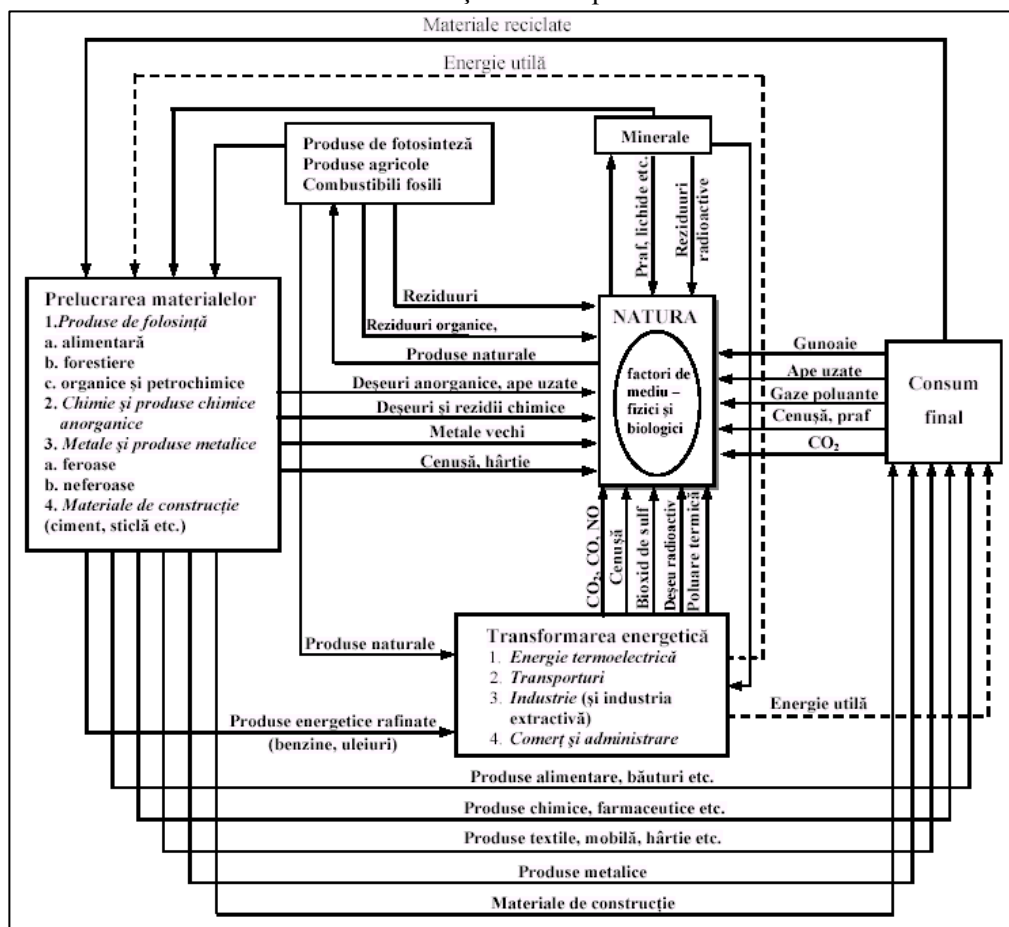 Materiale reciclate
Energie utilă
Produse de fotosinteză
Produse agricole
Combustibili fosili
Minerale
Praf, lichide etc.
Reziduuri
radioactive
Prelucrarea materialelor
1.Produse de folosință
a. alimentară
b. forestiere
c. organice și petrochimice
2. Chimie și produse chimice
anorganice
3. Metale și produse metalice
a. feroase
b. neferoase
4. Materiale de construcție
(ciment, sticlă etc.)
Reziduuri
Reziduuri organice,
Produse naturale
Deșeuri anorganice, ape uzate
Deșeuri și rezidii chimice
Metale vechi
Cenusă, hârtie
NATURA
factori de
mediu –
fizici și
biologici
Gunoaie
Ape uzate
Gaze poluante
Cenușă, praf
CO₂
Consum
final
CO₂, CO, NO
Cenușă
Bioxid de sulf
Deșeu radioactiv
Poluare termică
Produse naturale
Transformarea energetică
1. Energie termoelectrică
2. Transporturi
3. Industrie (și industria
extractivă)
4. Comerț și administrare
Energie utilă
Produse energetice rafinate
(benzine, uleiuri)
Produse alimentare, băuturi etc.
Produse chimice, farmaceutice etc.
Produse textile, mobilă, hârtie etc.
Produse metalice
Materiale de construcție